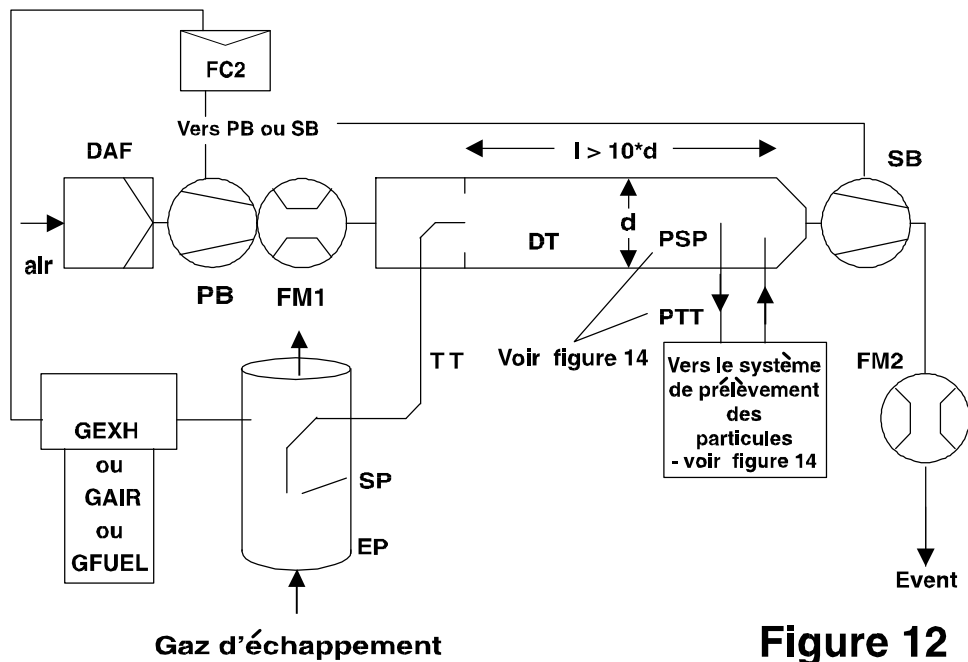 FC2
Vers PB ou SB
DAF
l > 10*d
SB
d
DT
PSP
air
PB
FM1
PTT
TT
Voir figure 14
Vers le système
de prélèvement
des
particules
- voir figure 14
FM2
GEXH
ou
GAIR
ou
GFUEL
SP
EP
Event
Gaz d'échappement
Figure 12